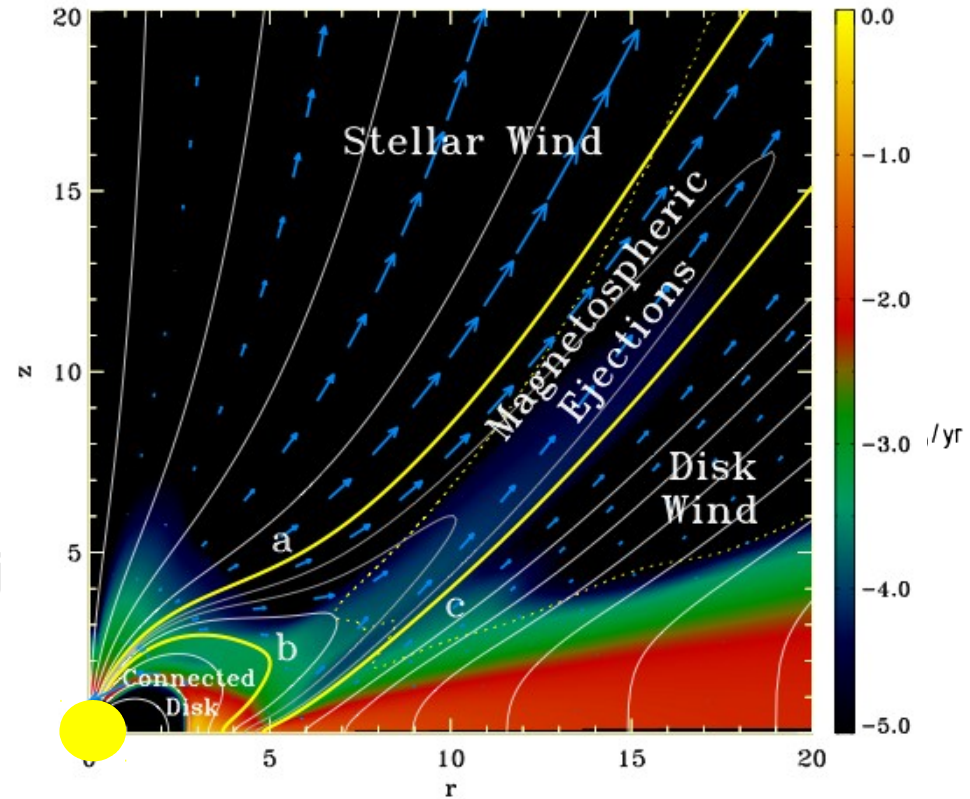 20
0.0
Stellar Wind
-1.0
15
Magnetospheric
Ejections
-2.0
z
10
-3.0
/yr
Disk
Wind
5
a
-4.0
c
b
Connected
Disk
-5.0
0
5
10
15
20
r